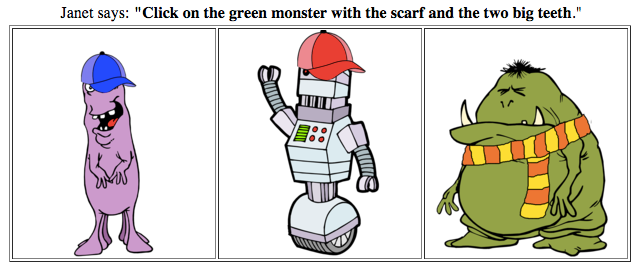 Janet says: "Click on the green monster with the scarf and the two big teeth."